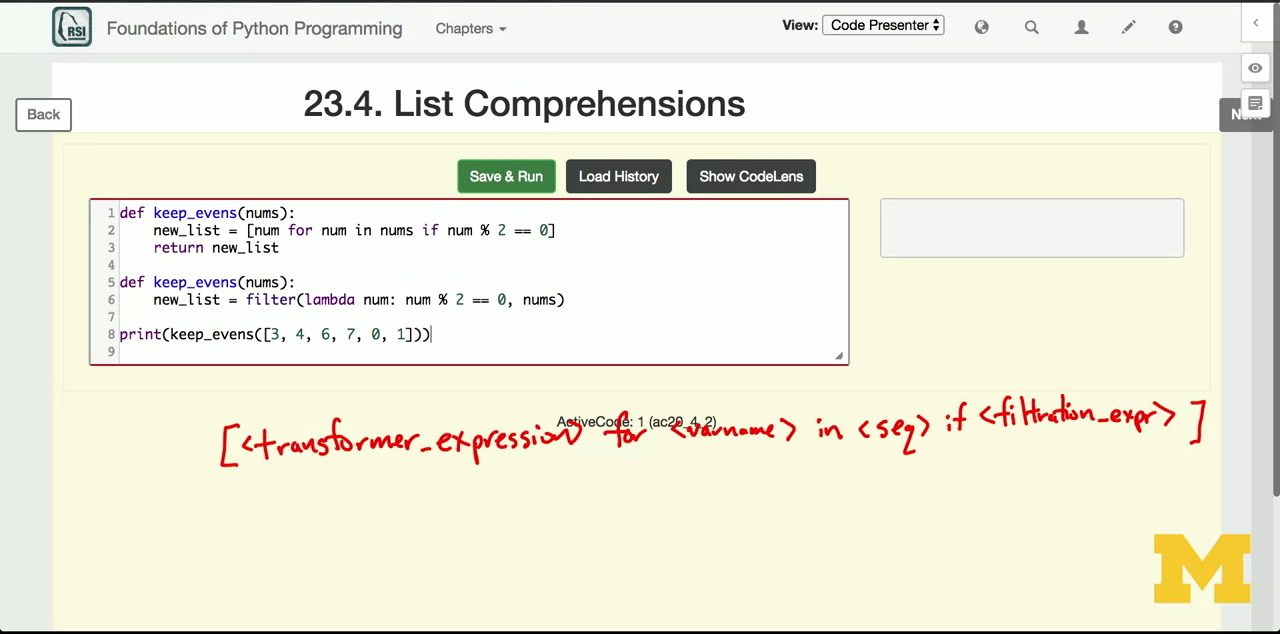 RSI Foundations of Python Programming Chapters View: Code Presenter
Back
23.4. List Comprehensions
Save & Run Load History Show CodeLens
1 def keep_evens(nums):
2 new_list = [num for num in nums if num % 2 == 0]
3 return new_list
4
5 def keep_evens(nums):
6 new_list = filter(lambda num: num % 2 == 0, nums)
7
8 print(keep_evens([3, 4, 6, 7, 0, 1]))
9
ActiveCode: 1 (ac20_4_2)
[<transformer_expression> for <varname> in <seq> if <filtration_expr>]
M